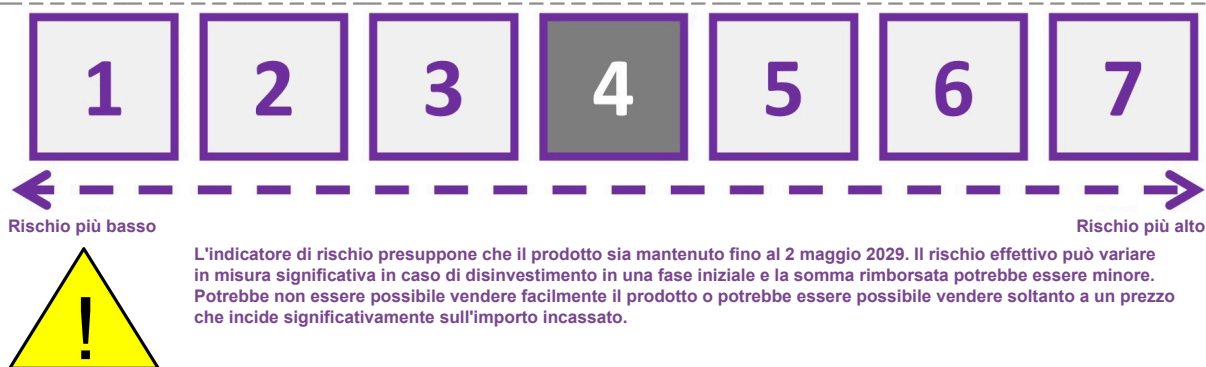 1 2 3 4 5 6 7
Rischio più basso Rischio più alto
L'indicatore di rischio presuppone che il prodotto sia mantenuto fino al 2 maggio 2029. Il rischio effettivo può variare
in misura significativa in caso di disinvestimento in una fase iniziale e la somma rimborsata potrebbe essere minore.
Potrebbe non essere possibile vendere facilmente il prodotto o potrebbe essere possibile vendere soltanto a un prezzo
che incide significativamente sull'importo incassato.
!